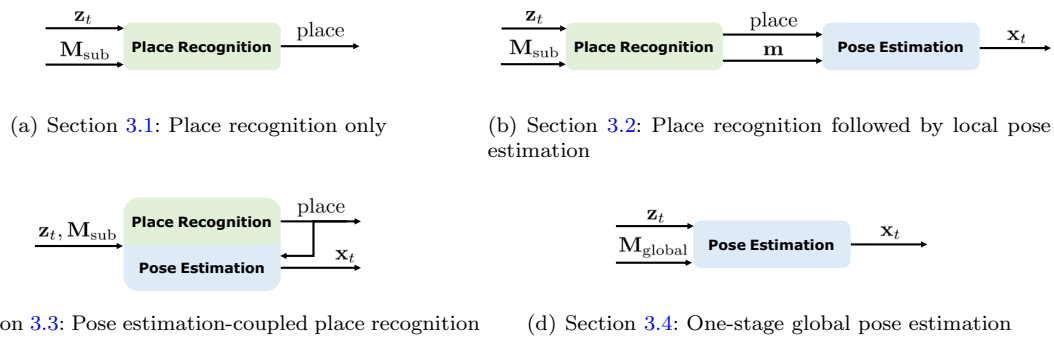 z_t
M_sub
Place Recognition
place
z_t
M_sub
Place Recognition
place
m
Pose Estimation
x_t
(a) Section 3.1: Place recognition only
(b) Section 3.2: Place recognition followed by local pose
estimation
z_t, M_sub
Place Recognition
Pose Estimation
place
x_t
z_t
M_global
Pose Estimation
x_t
on 3.3: Pose estimation-coupled place recognition
(d) Section 3.4: One-stage global pose estimation